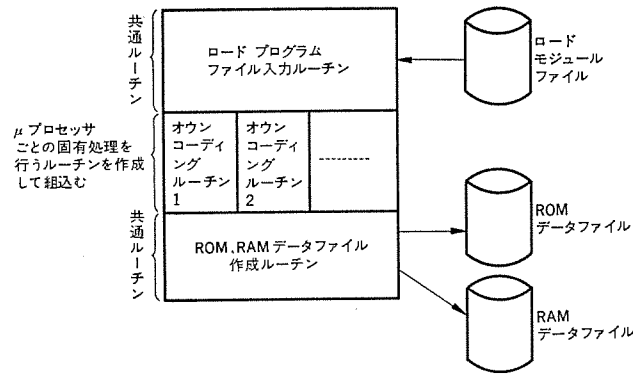 共通ルーチン
ロード プログラム
ファイル入力ルーチン
ロード
モジュール
ファイル
μプロセッサ
ごとの固有処理を
行うルーチンを作成
して組込む
オウン
コーディ
ング
ルーチン
1
オウン
コーディ
ング
ルーチン
2
共通ルーチン
ROM、RAMデータファイル
作成ルーチン
ROM
データファイル
RAM
データファイル